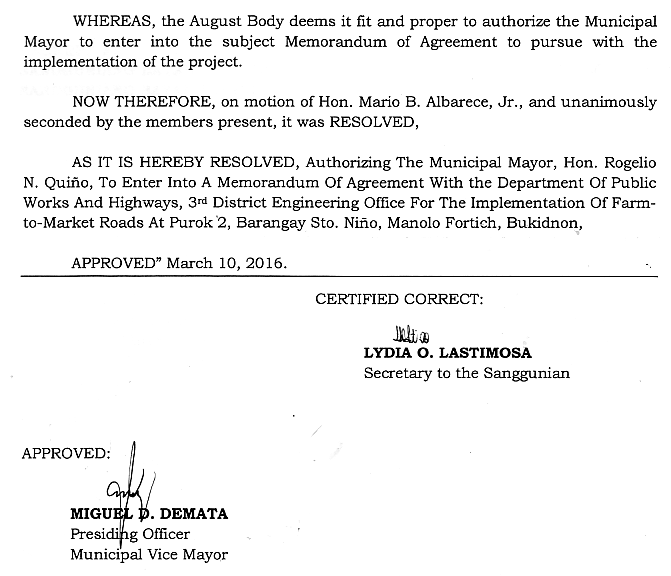 WHEREAS, the August Body deems it fit and proper to authorize the Municipal
Mayor to enter into the subject Memorandum of Agreement to pursue with the
implementation of the project.
NOW THEREFORE, on motion of Hon. Mario B. Albarece, Jr., and unanimously
seconded by the members present, it was RESOLVED,
AS IT IS HEREBY RESOLVED, Authorizing The Municipal Mayor, Hon. Rogelio
N. Quiño, To Enter Into A Memorandum Of Agreement With the Department Of Public
Works And Highways, 3rd District Engineering Office For The Implementation Of Farm-
to-Market Roads At Purok 2, Barangay Sto. Niño, Manolo Fortich, Bukidnon,
APPROVED” March 10, 2016.
CERTIFIED CORRECT:
LYDIA O. LASTIMOSA
Secretary to the Sanggunian
APPROVED:
MIGUEL D. DEMATA
Presiding Officer
Municipal Vice Mayor